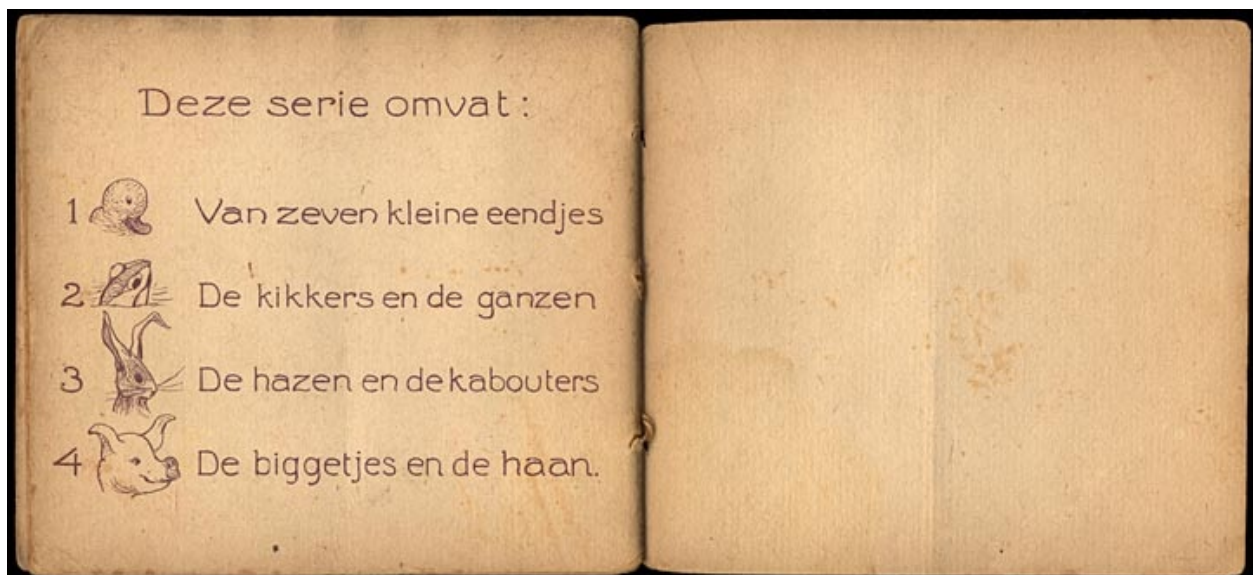 Deze serie omvat:
1 Van zeven kleine eendjes
2 De kikkers en de ganzen
3 De hazen en de kabouters
4 De biggetjes en de haan.